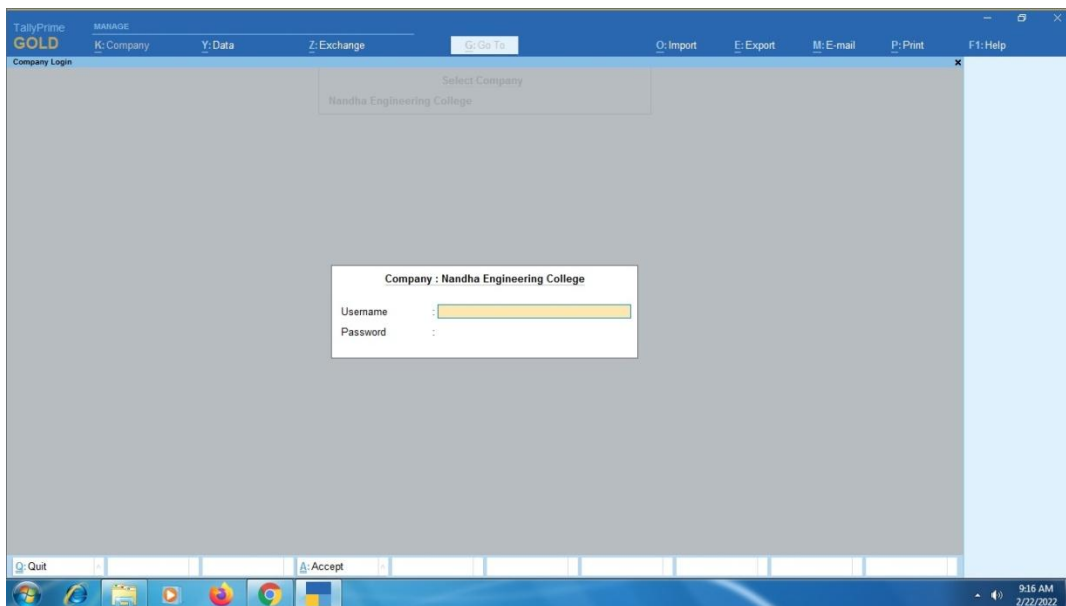 TallyPrime
GOLD
MANAGE
K: Company
Y: Data
Z: Exchange
G: Go To
O: Import
E: Export
M: E-mail
P: Print
F1: Help
Company Login
Select Company
Nandha Engineering College
Company : Nandha Engineering College
Username :
Password :
Q: Quit
A: Accept
9:16 AM
2/22/2022